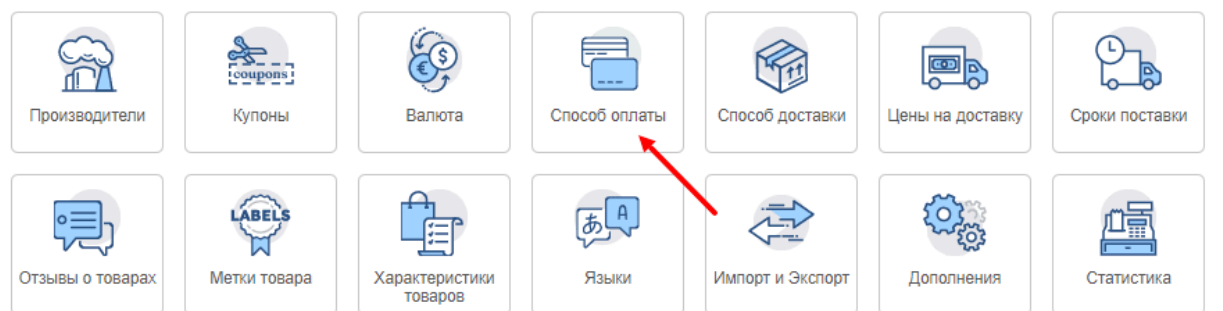 coupons
€ $
Производители
Купоны
Валюта
Способ оплаты
Способ доставки
Цены на доставку
Сроки поставки
LABELS
あ A
Отзывы о товарах
Метки товара
Характеристики
товаров
Языки
Импорт и Экспорт
Дополнения
Статистика